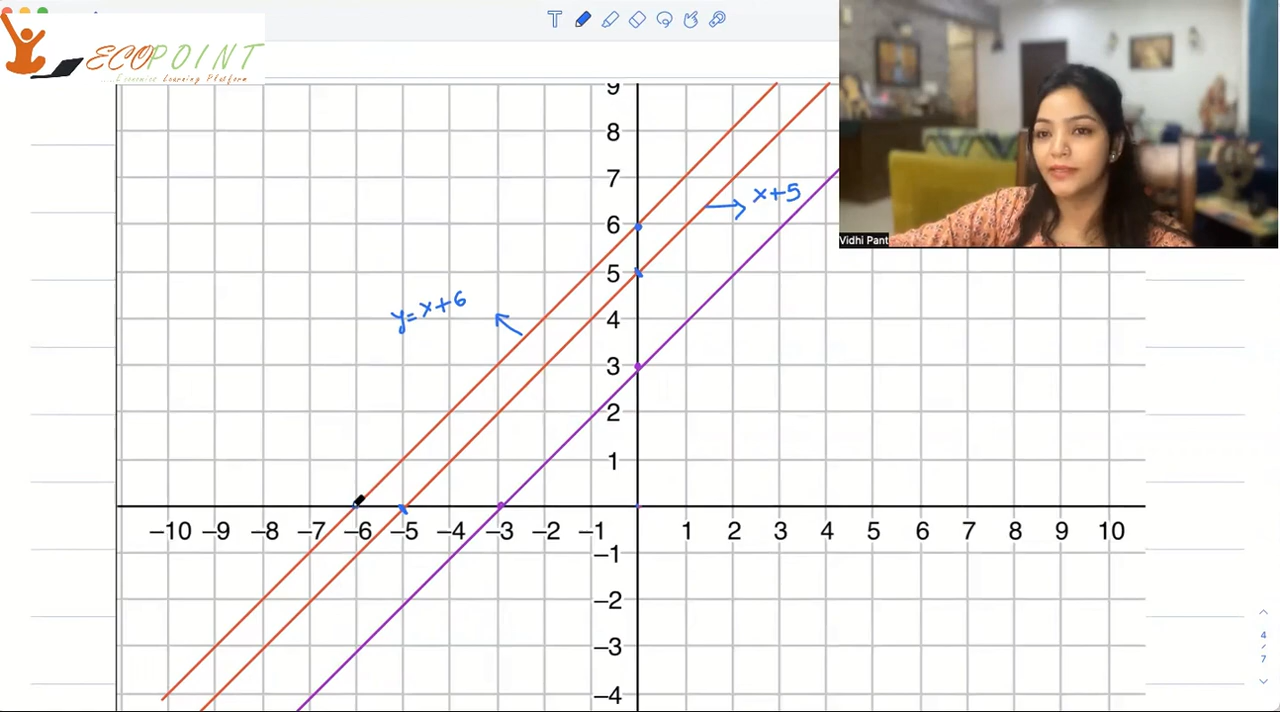 T
ECOPOINT
....Economics Learning Platform
9
8
7
6
5
4
3
2
1
x+5
y=x+6
Vidhi Pant
−10 −9 −8 −7 −6 −5 −4 −3 −2 −1 1 2 3 4 5 6 7 8 9 10
−1
−2
−3
−4
4
/
7